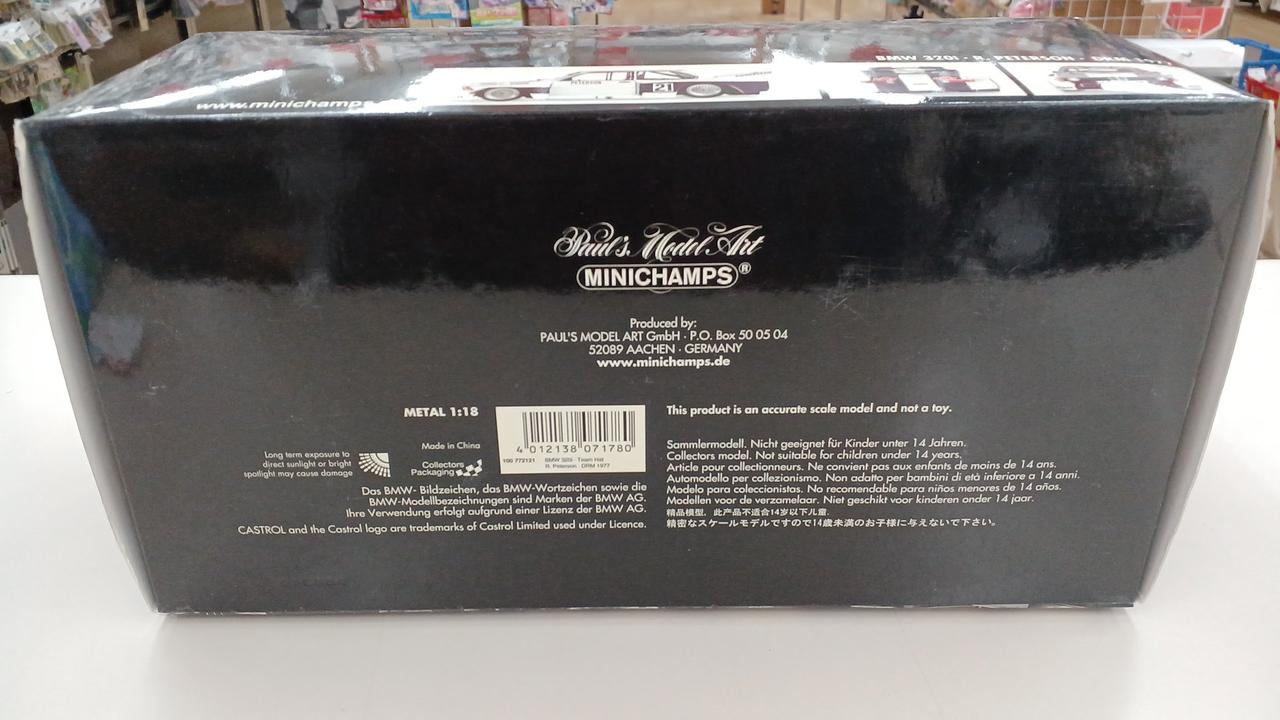 BMW 320i · R. PETERSON · DRM 1977
www.minichamps
PETERSON
21
Paul's Model Art
MINICHAMPS®
Produced by:
PAUL'S MODEL ART GmbH · P.O. Box 50 05 04
52089 AACHEN · GERMANY
www.minichamps.de
METAL 1:18
Made in China
Long term exposure to
direct sunlight or bright
spotlight may cause damage
Collectors
Packaging
4 012138 071780
100 772121 BMW 320i · Team Hat
R. Peterson · DRM 1977
Das BMW- Bildzeichen, das BMW-Wortzeichen sowie die
BMW-Modellbezeichnungen sind Marken der BMW AG.
Ihre Verwendung erfolgt aufgrund einer Lizenz der BMW AG.
CASTROL and the Castrol logo are trademarks of Castrol Limited used under Licence.
This product is an accurate scale model and not a toy.
Sammlermodell. Nicht geeignet für Kinder unter 14 Jahren.
Collectors model. Not suitable for children under 14 years.
Article pour collectionneurs. Ne convient pas aux enfants de moins de 14 ans.
Automodello per collezionismo. Non adatto per bambini di età inferiore a 14 anni.
Modelo para coleccionistas. No recomendable para niños menores de 14 años.
Modellen voor de verzamelaar. Niet geschikt voor kinderen onder 14 jaar.
精品模型, 此产品不适合14岁以下儿童.
精密なスケールモデルですので14歳未満のお子様に与えないで下さい。